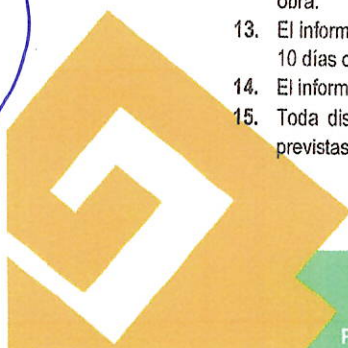 obra.
13. El inform
10 días
14. El inform
15. Toda dis
previstas